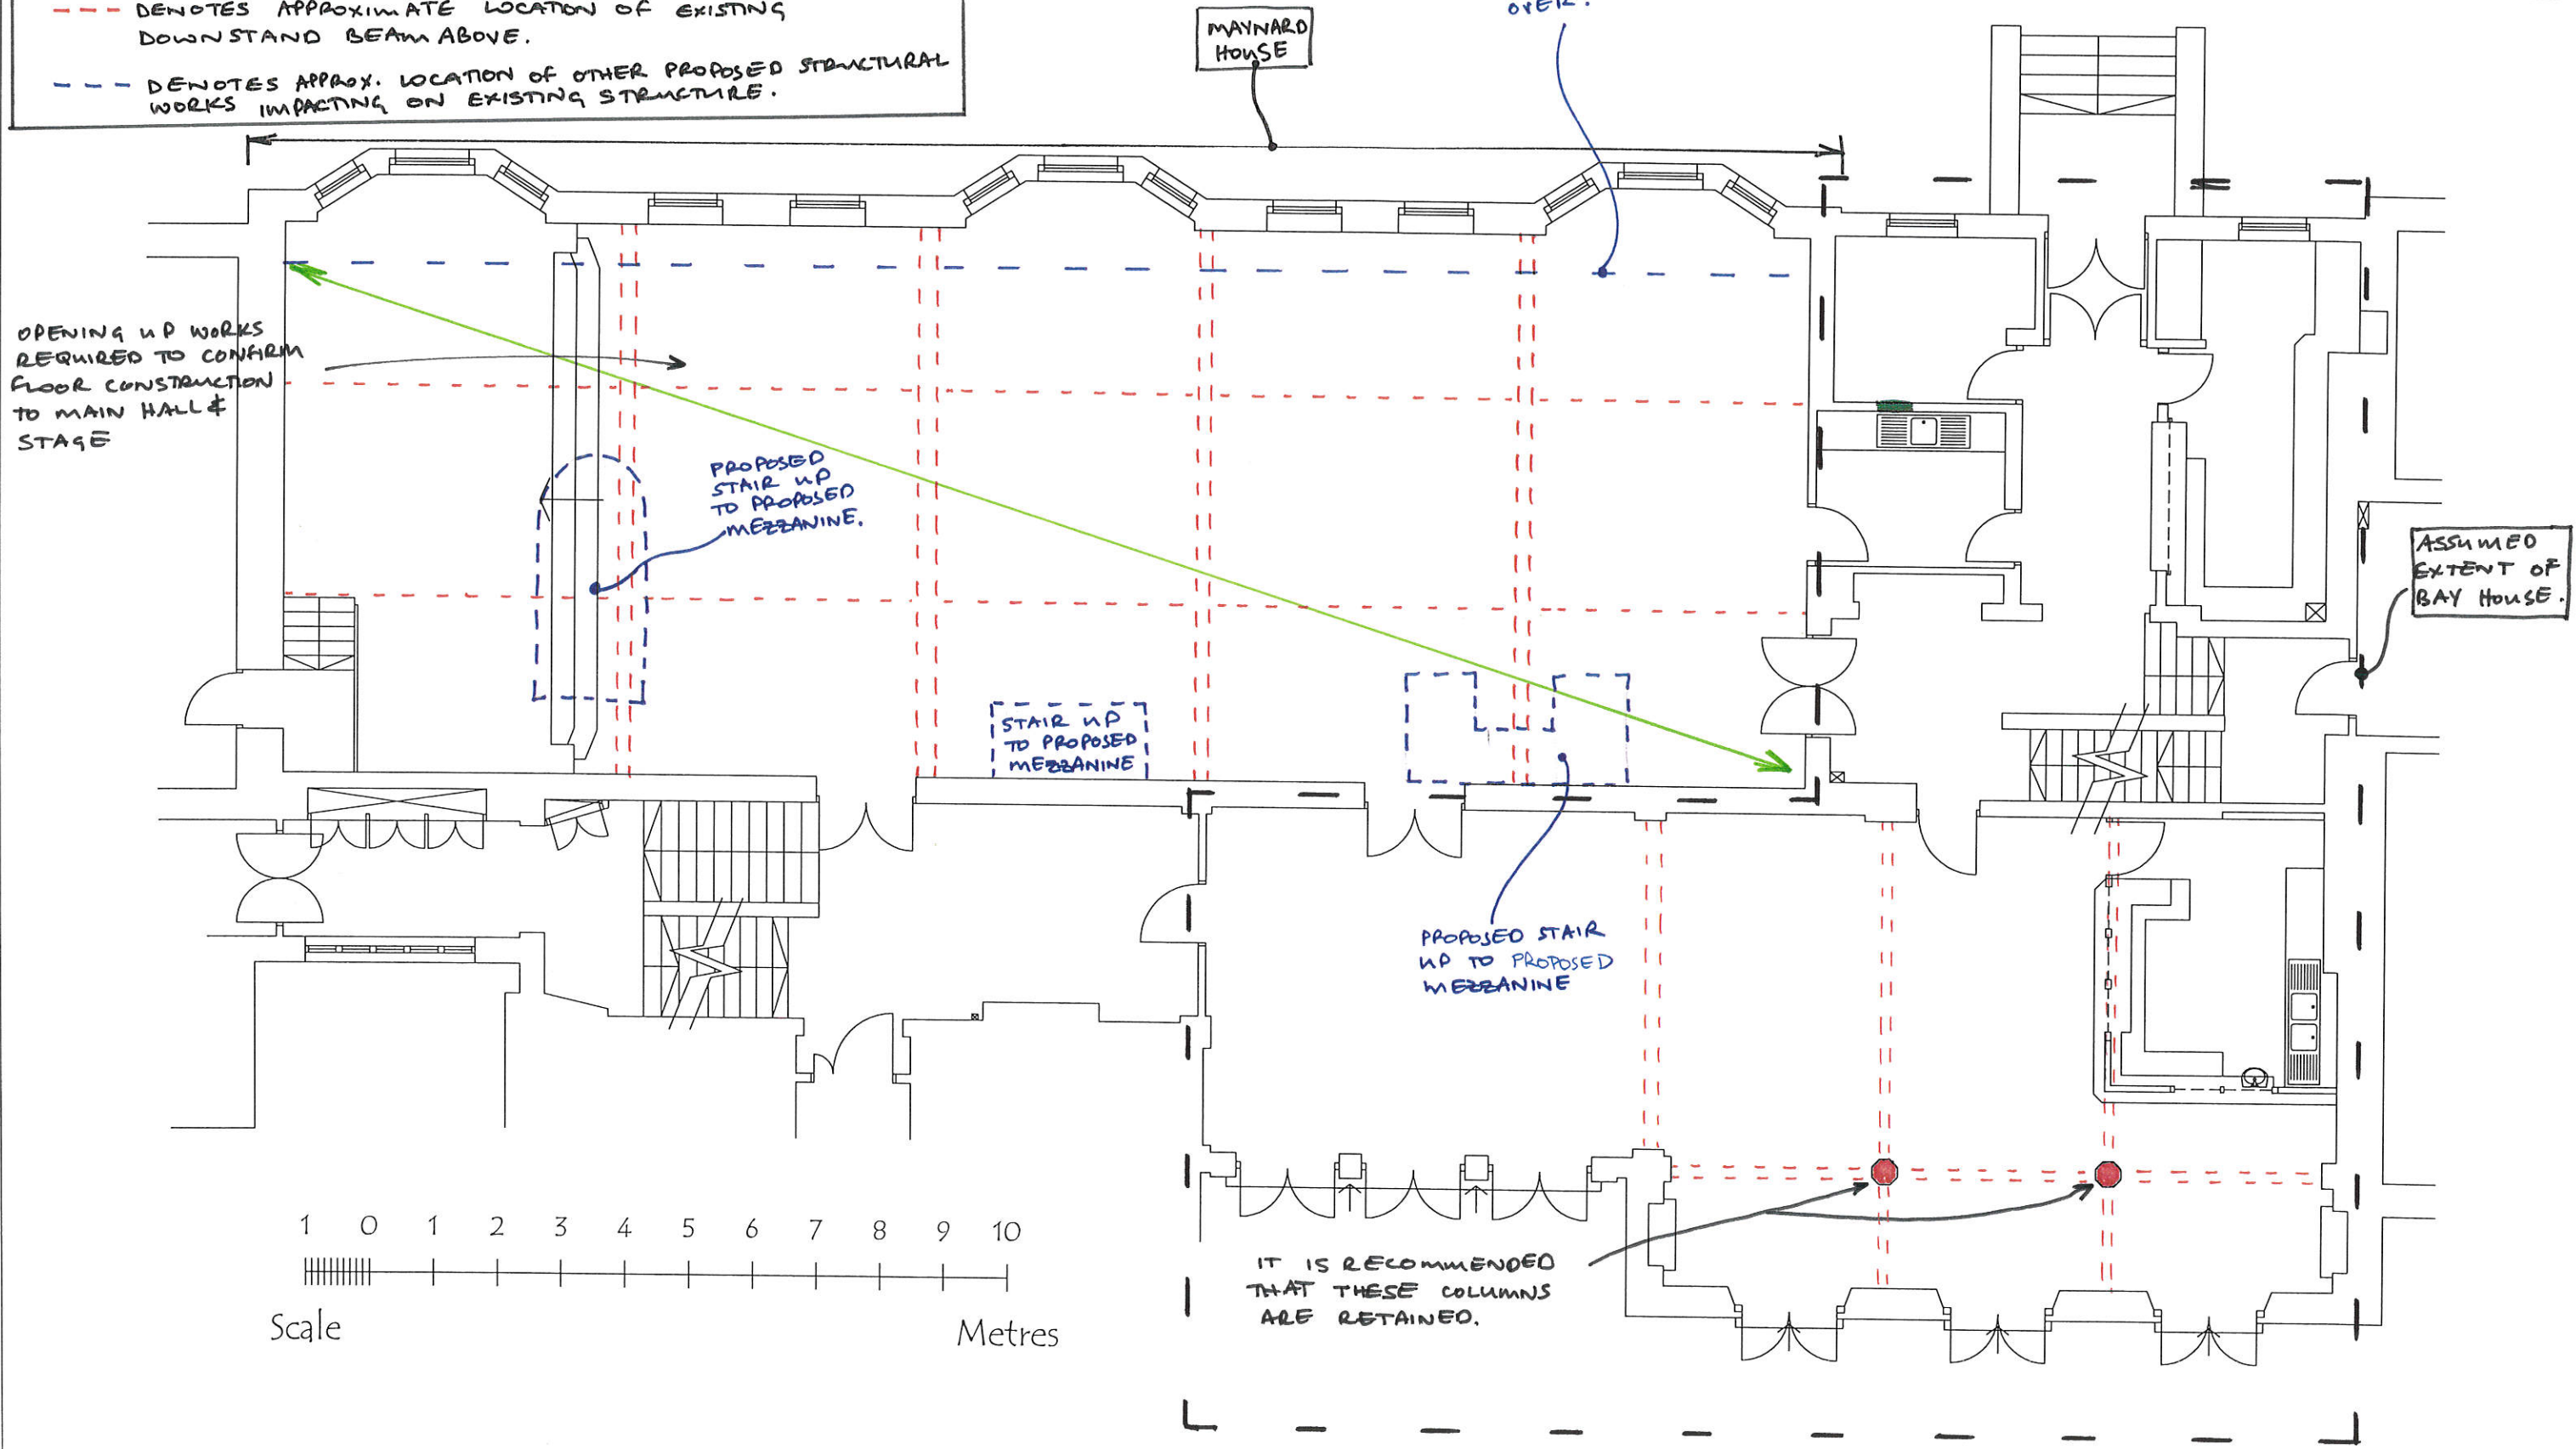 DENOTES APPROXIMATE LOCATION OF EXISTING
DOWNSTAND BEAM ABOVE.
DENOTES APPROX. LOCATION OF OTHER PROPOSED STRUCTURAL
WORKS IMPACTING ON EXISTING STRUCTURE.
MAYNARD
HOUSE
OVER.
OPENING UP WORKS
REQUIRED TO CONFIRM
FLOOR CONSTRUCTION
TO MAIN HALL &
STAGE
PROPOSED
STAIR UP
TO PROPOSED
MEZZANINE.
ASSUMED
EXTENT OF
BAY HOUSE.
STAIR UP
TO PROPOSED
MEZZANINE
PROPOSED STAIR
UP TO PROPOSED
MEZZANINE
IT IS RECOMMENDED
THAT THESE COLUMNS
ARE RETAINED.
1 0 1 2 3 4 5 6 7 8 9 10
Scale
Metres